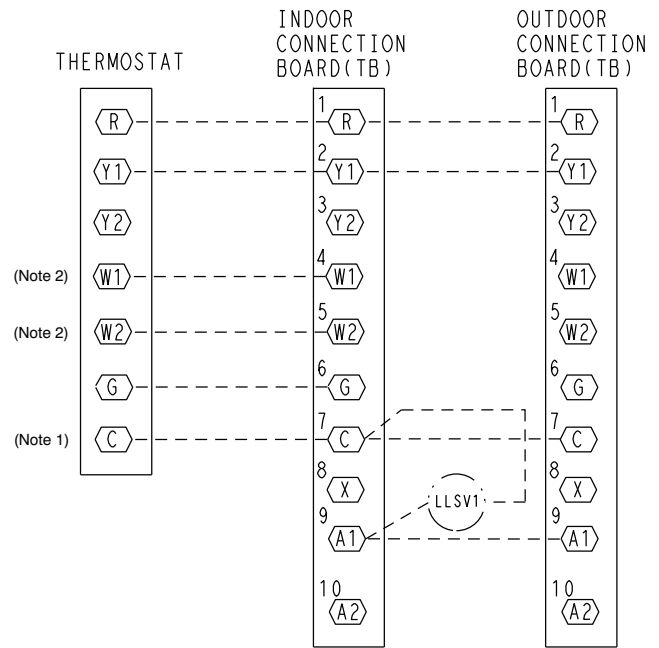 INDOOR
CONNECTION
BOARD(TB)
OUTDOOR
CONNECTION
BOARD(TB)
THERMOSTAT
R 1 R 1 R
Y1 2 Y1 2 Y1
Y2 3 Y2 3 Y2
(Note 2) W1 4 W1 4 W1
(Note 2) W2 5 W2 5 W2
G 6 G 6 G
(Note 1) C 7 C 7 C
8 X 8 X
LLSV1
9 A1 9 A1
10 A2 10 A2